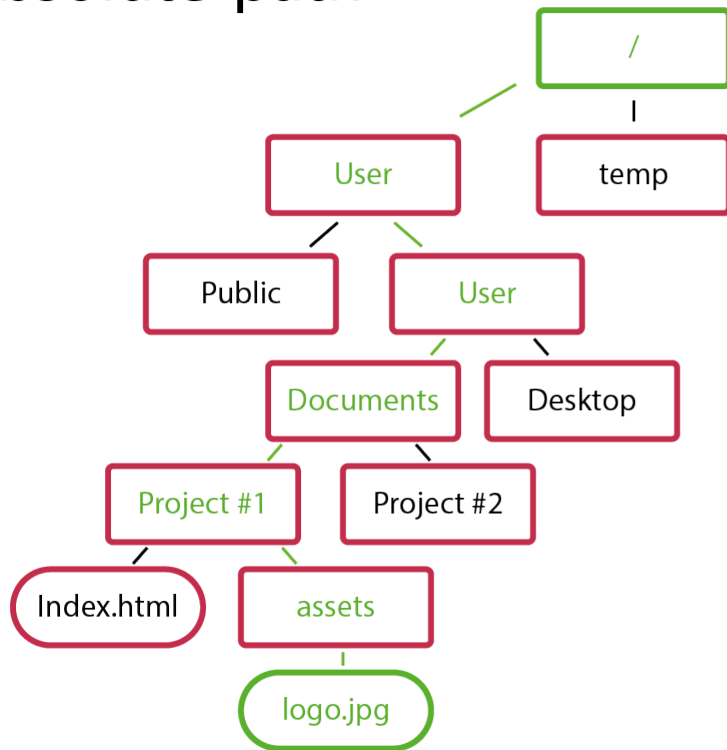 /
User
temp
Public
User
Documents
Desktop
Project #1
Project #2
Index.html
assets
logo.jpg